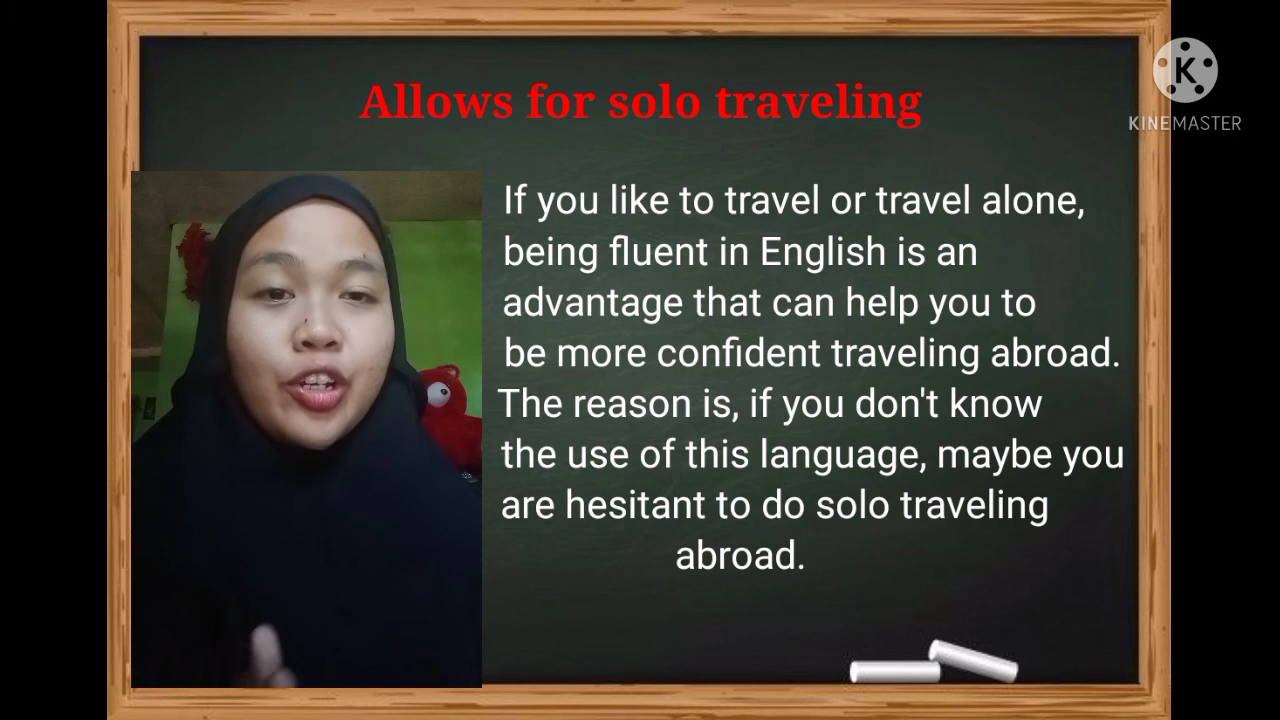 Allows for solo traveling
K
KINEMASTER
If you like to travel or travel alone,
being fluent in English is an
advantage that can help you to
be more confident traveling abroad.
The reason is, if you don't know
the use of this language, maybe you
are hesitant to do solo traveling
abroad.